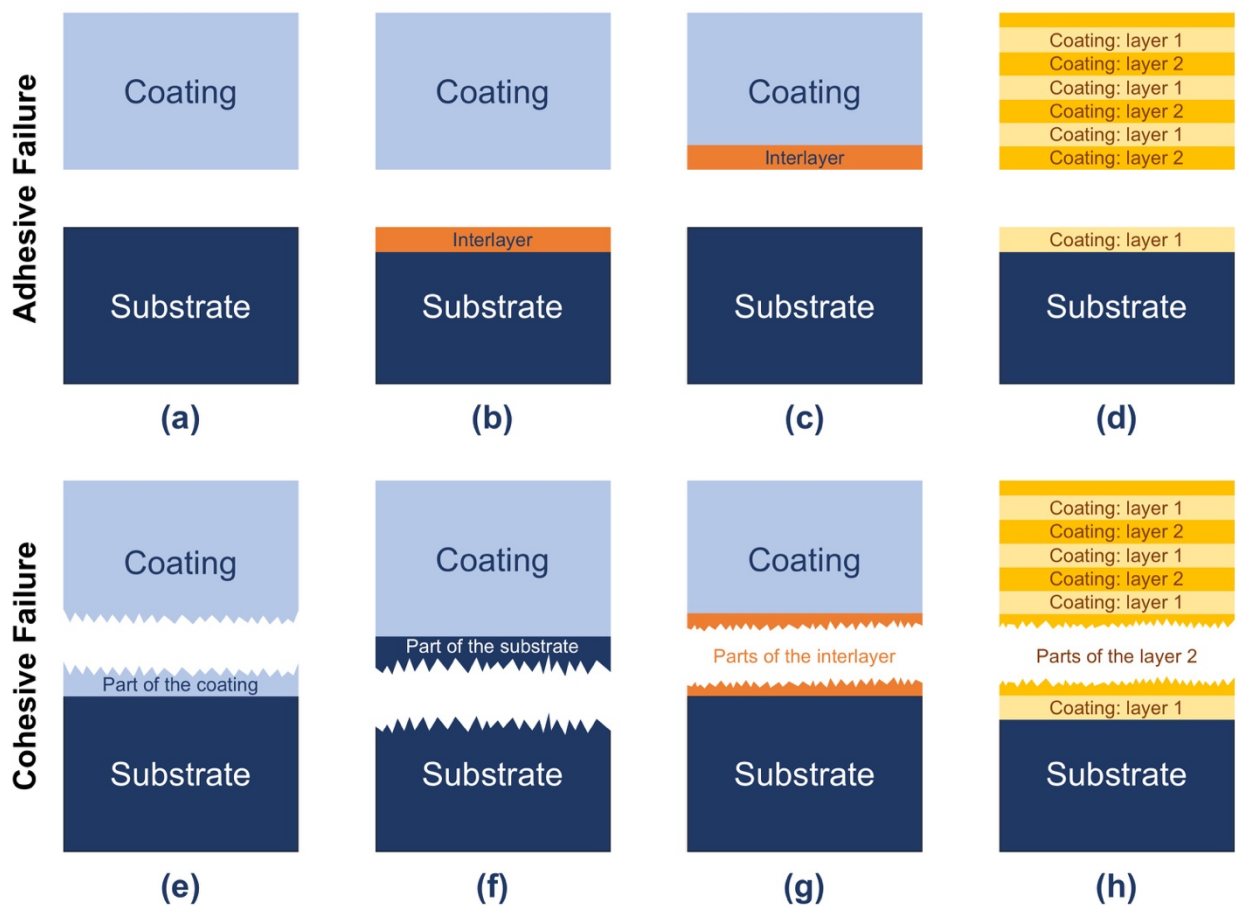 Adhesive Failure
Coating
Coating
Coating
Interlayer
Coating: layer 1
Coating: layer 2
Coating: layer 1
Coating: layer 2
Coating: layer 1
Coating: layer 2
Substrate
Interlayer
Substrate
Substrate
Coating: layer 1
Substrate
(a)
(b)
(c)
(d)
Cohesive Failure
Coating
Part of the coating
Substrate
Coating
Part of the substrate
Substrate
Coating
Parts of the interlayer
Substrate
Coating: layer 1
Coating: layer 2
Coating: layer 1
Coating: layer 2
Coating: layer 1
Parts of the layer 2
Coating: layer 1
Substrate
(e)
(f)
(g)
(h)